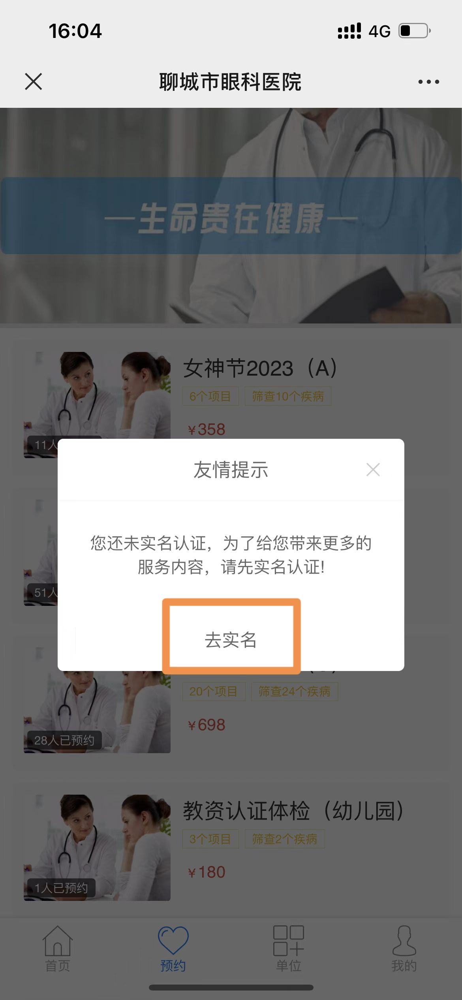 16:04
4G
聊城市眼科医院
生命贵在健康
女神节2023（A）
6个项目
筛查10个疾病
¥358
11人
友情提示
您还未实名认证，为了给您带来更多的
服务内容，请先实名认证!
51人
去实名
20个项目
筛查24个疾病
¥698
28人已预约
教资认证体检（幼儿园）
3个项目
筛查2个疾病
¥180
1人已预约
首页
预约
单位
我的